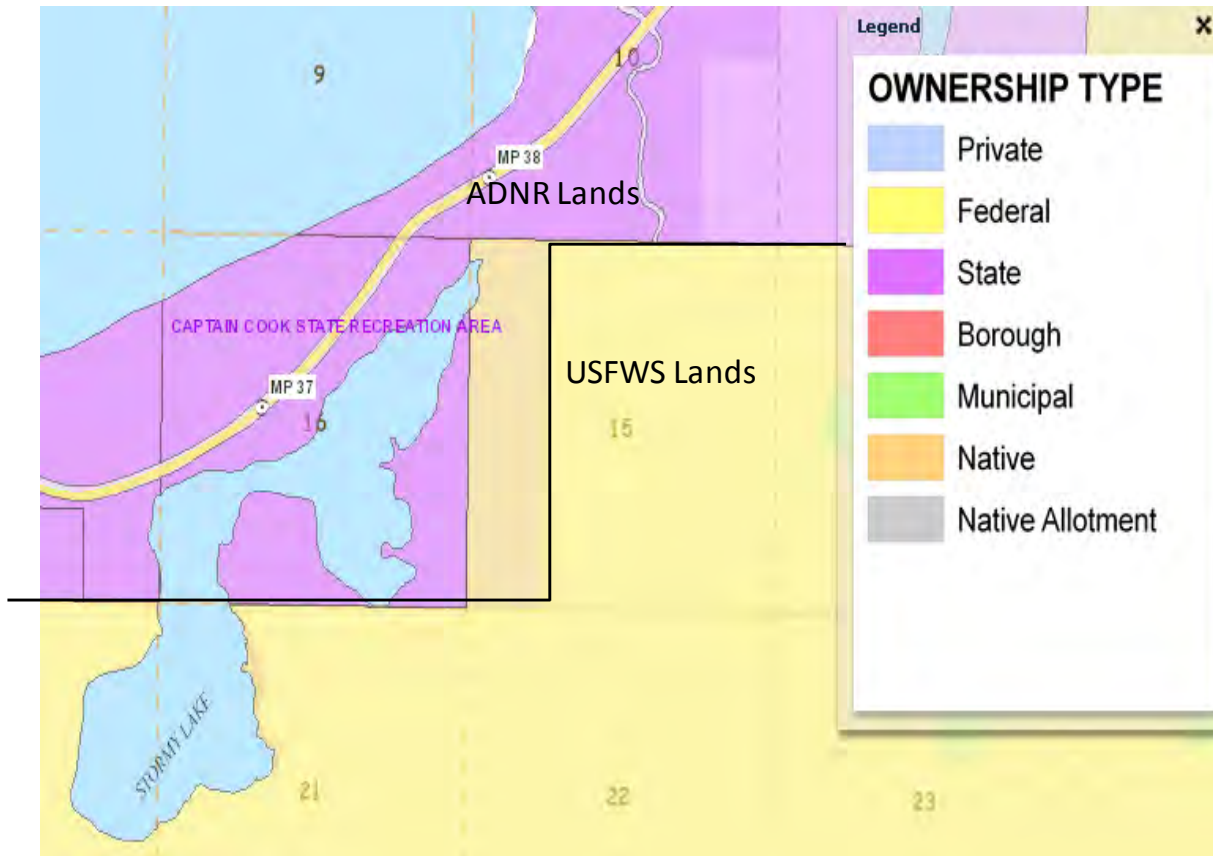 Legend
X
OWNERSHIP TYPE
Private
Federal
State
Borough
Municipal
Native
Native Allotment
9
10
MP 38
ADNR Lands
CAPTAIN COOK STATE RECREATION AREA
USFWS Lands
MP 37
16
15
STORMY LAKE
21
22
23